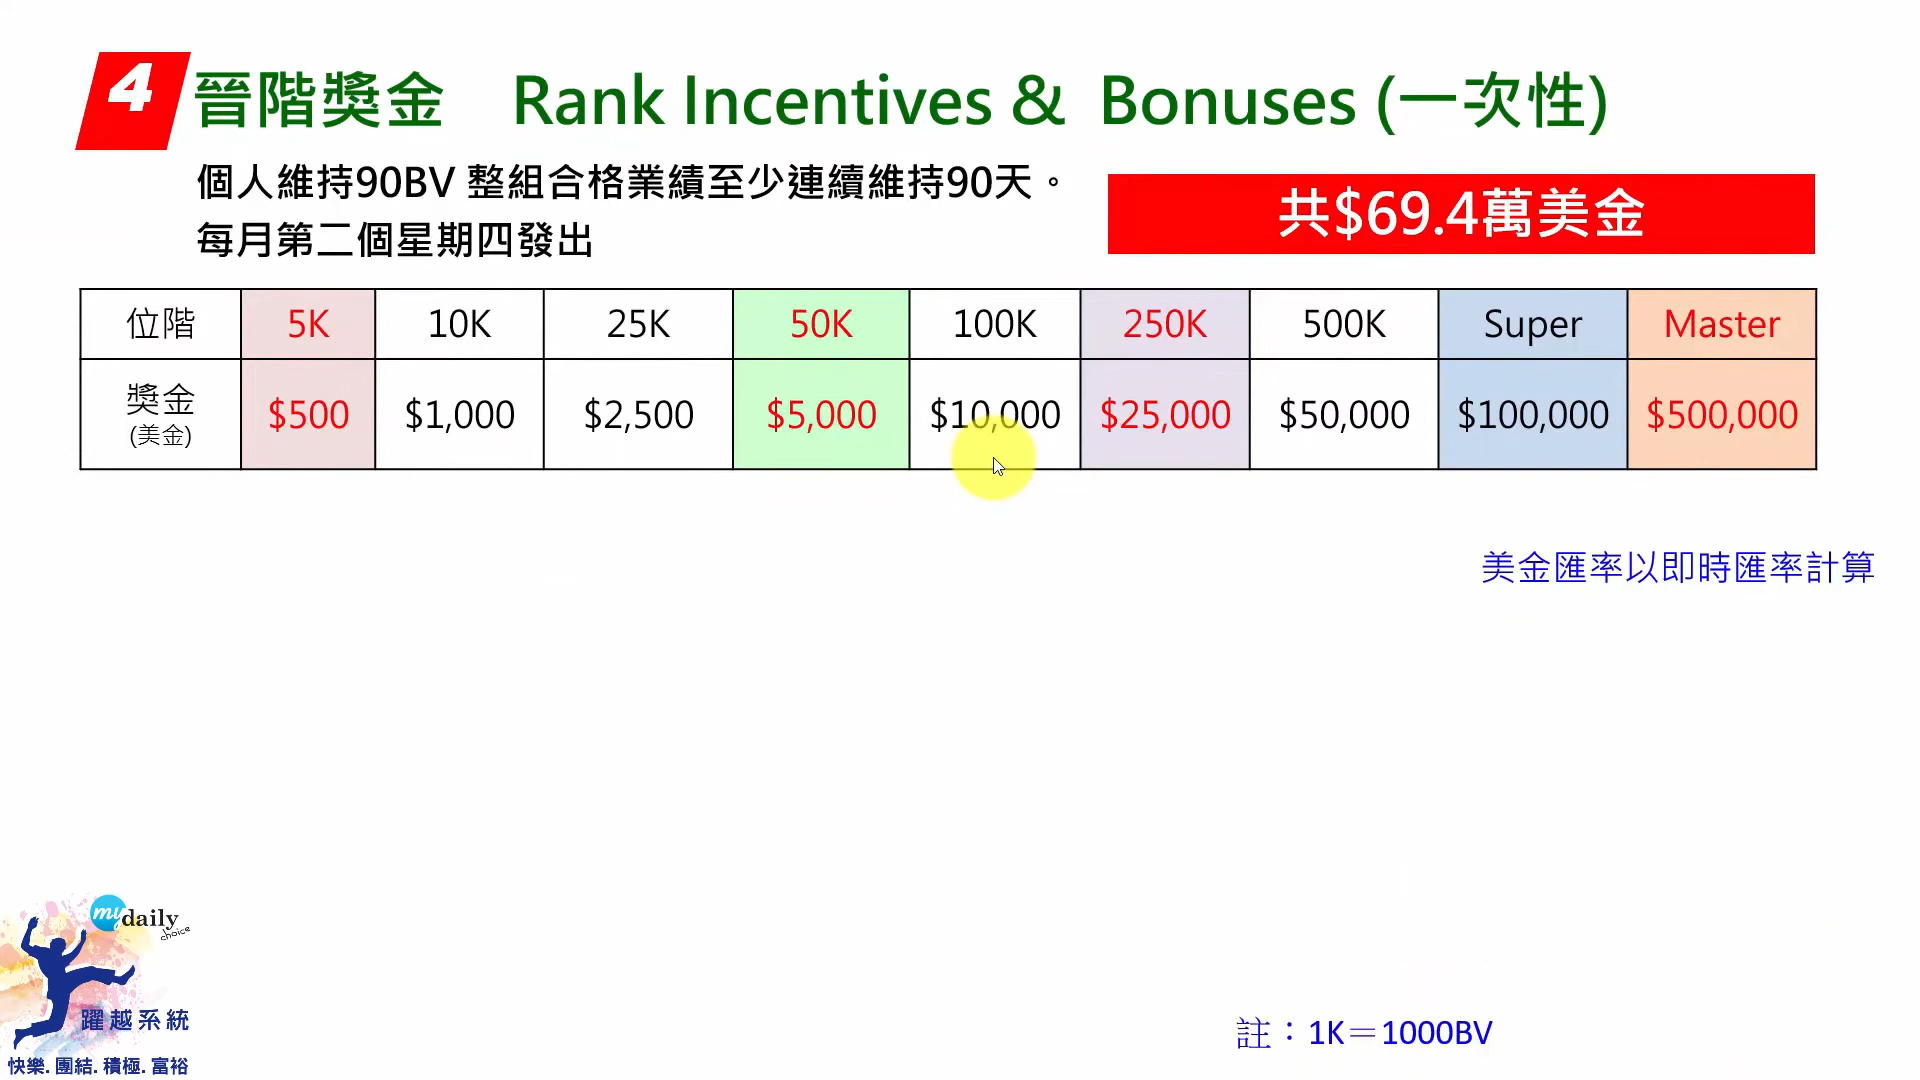 4
晉階獎金 Rank Incentives & Bonuses (一次性)
個人維持90BV 整組合格業績至少連續維持90天。
每月第二個星期四發出
共$69.4萬美金
位階 5K 10K 25K 50K 100K 250K 500K Super Master
獎金 $500 $1,000 $2,500 $5,000 $10,000 $25,000 $50,000 $100,000 $500,000
(美金)
美金匯率以即時匯率計算
my daily
choice
躍越系統
快樂. 團結. 積極. 富裕
註：1K＝1000BV